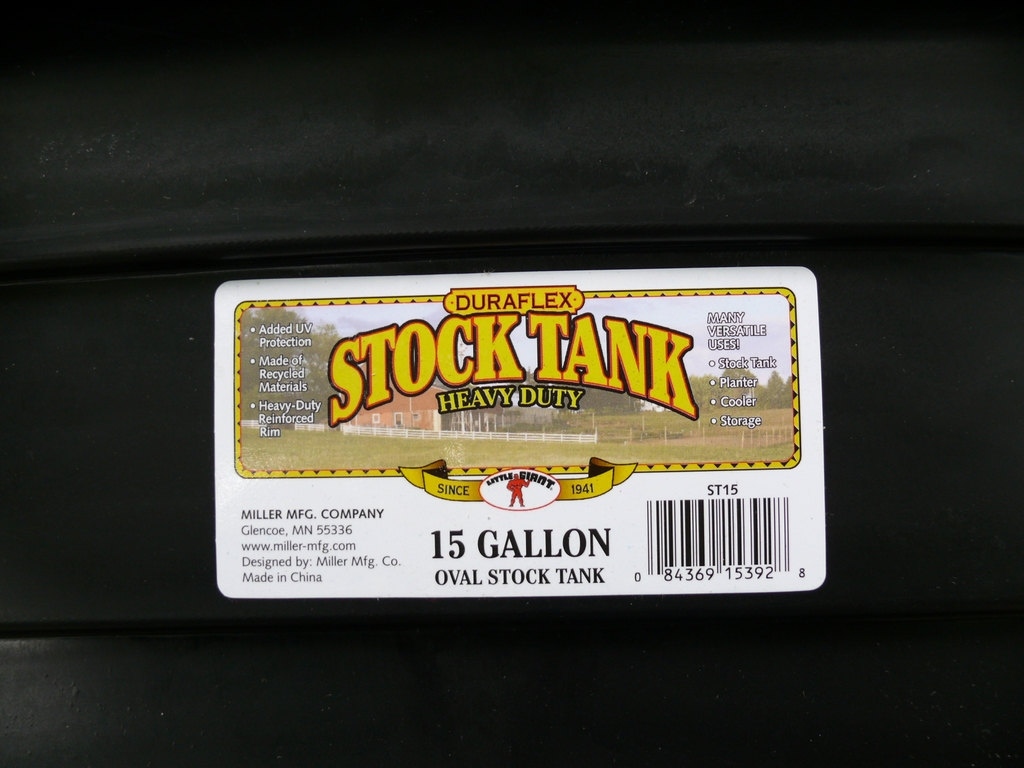 DURAFLEX
STOCK TANK
HEAVY DUTY
• Added UV
Protection
• Made of
Recycled
Materials
• Heavy-Duty
Reinforced
Rim
MANY
VERSATILE
USES!
• Stock Tank
• Planter
• Cooler
• Storage
SINCE
LITTLE GIANT
1941
MILLER MFG. COMPANY
Glencoe, MN 55336
www.miller-mfg.com
Designed by: Miller Mfg. Co.
Made in China
15 GALLON
OVAL STOCK TANK
ST15
0 84369 15392 8